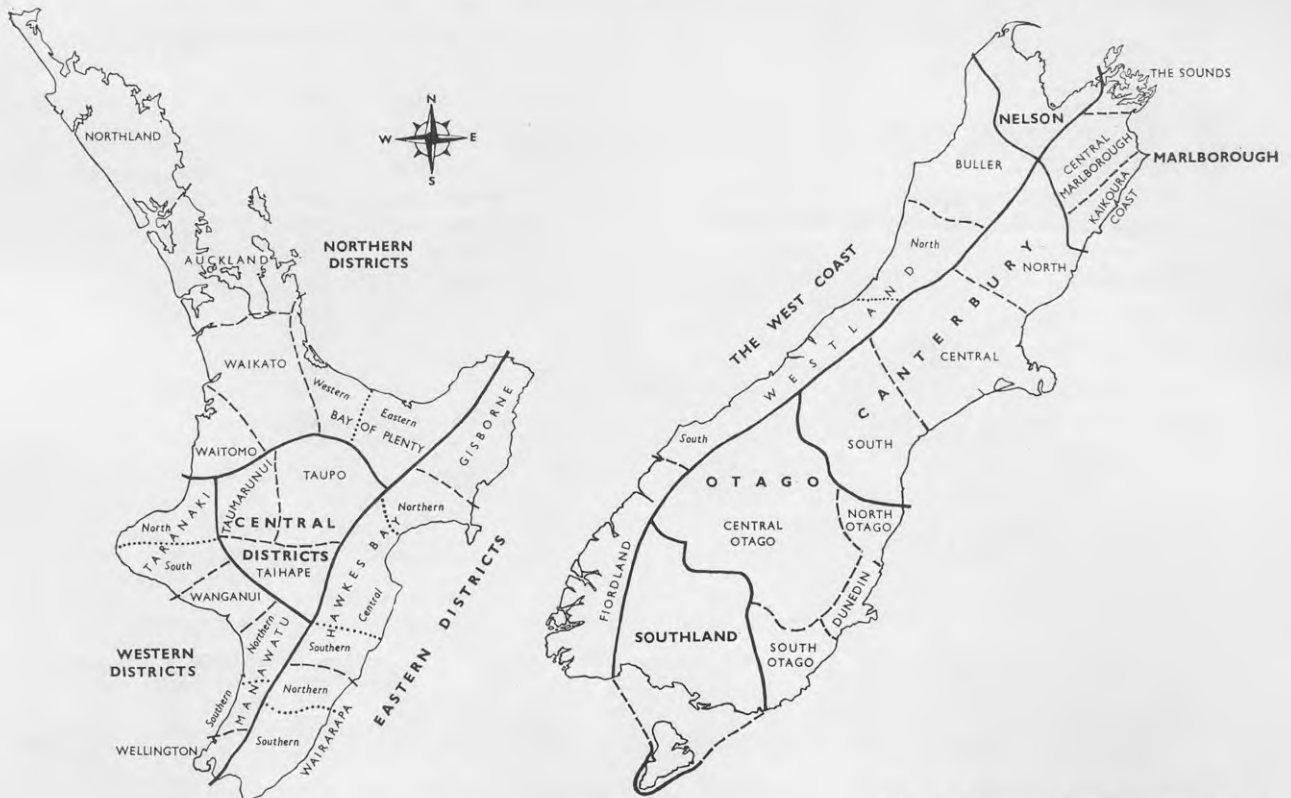 NORTHLAND
N
W
E
S
AUCKLAND
NORTHERN
DISTRICTS
WAIKATO
Western
Eastern
BAY OF PLENTY
GISBORNE
WAITOMO
TAUMARUNUI
TAUPO
CENTRAL
DISTRICTS
TAIHAPE
North
TARANAKI
South
WANGANUI
Northern
HAWKES BAY
Central
Southern
EASTERN DISTRICTS
WESTERN
DISTRICTS
Northern
MANAWATU
Southern
Northern
WAIRARAPA
Southern
WELLINGTON
THE SOUNDS
NELSON
BULLER
CENTRAL
MARLBOROUGH
MARLBOROUGH
KAIKOURA
COAST
North
THE WEST COAST
WESTLAND
South
NORTH
CANTERBURY
CENTRAL
SOUTH
OTAGO
CENTRAL
OTAGO
NORTH
OTAGO
DUNEDIN
SOUTH
OTAGO
FIORDLAND
SOUTHLAND